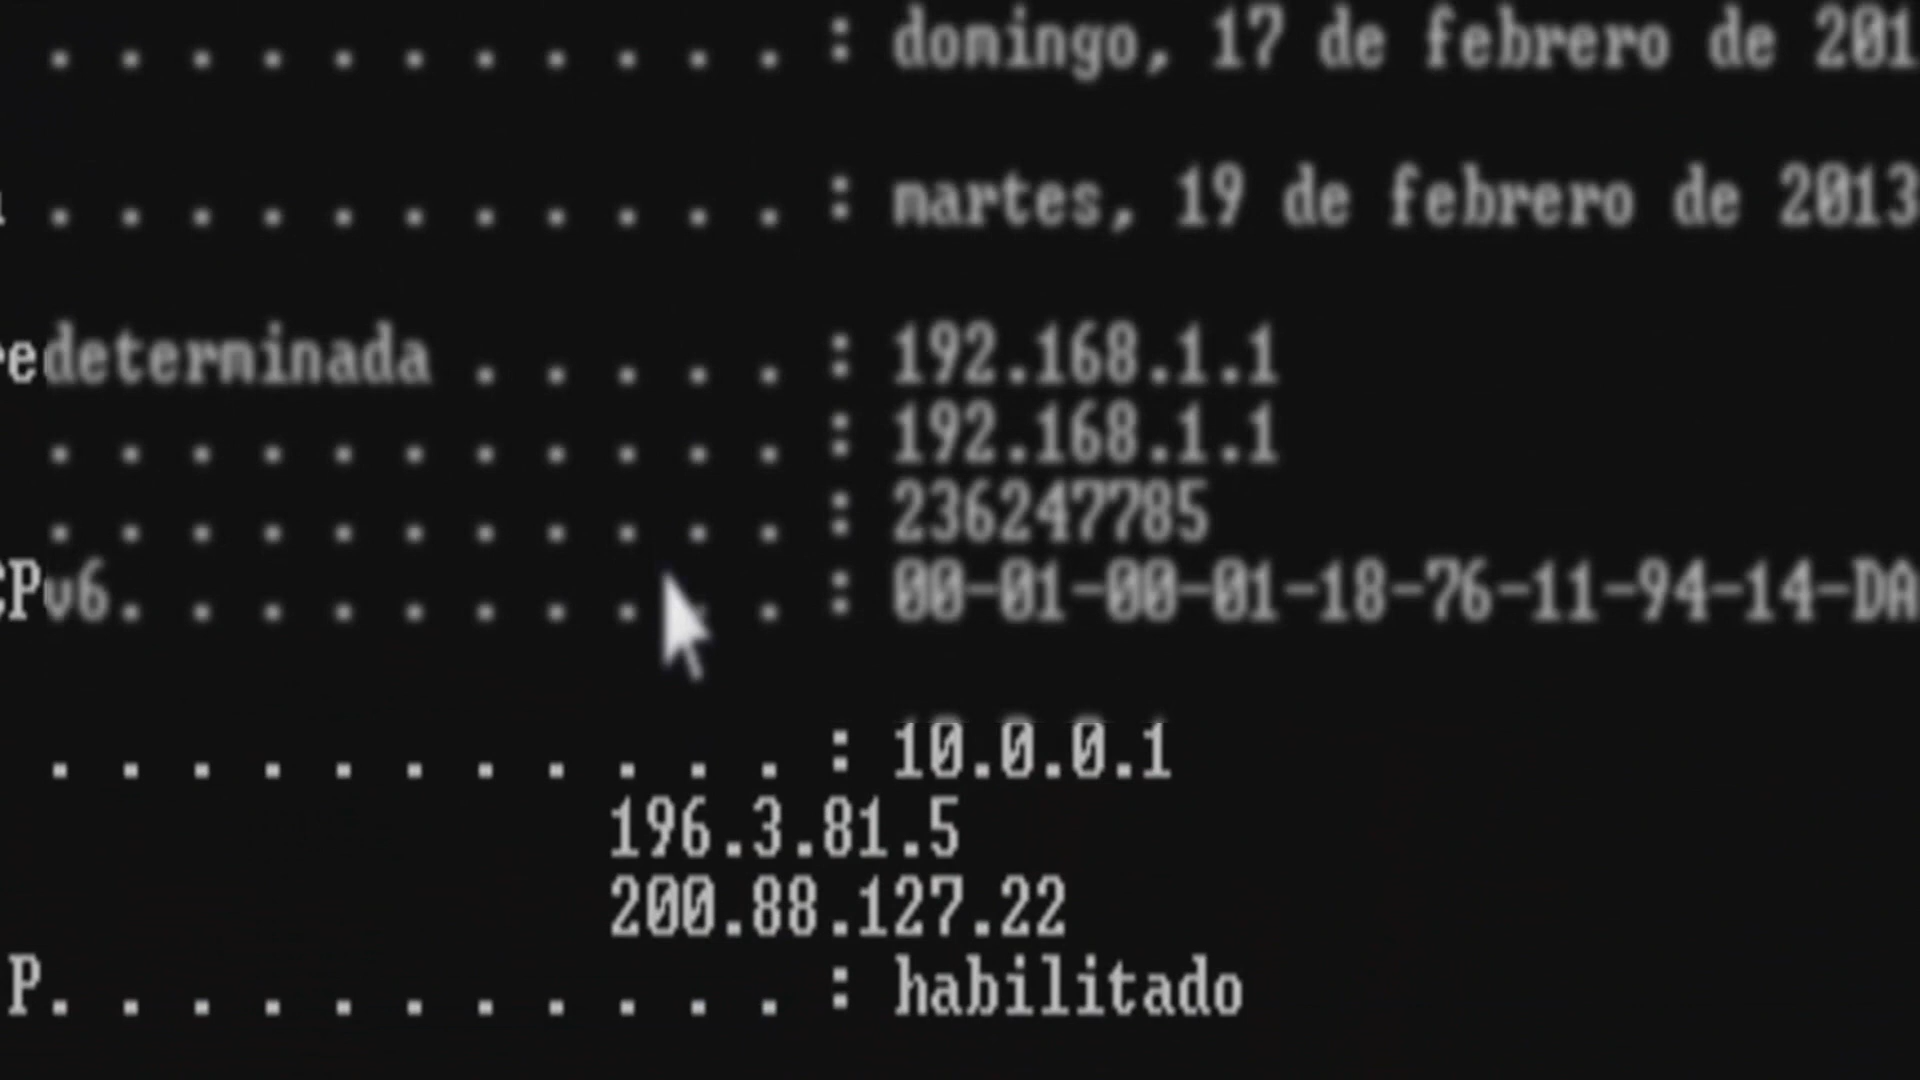 . . . . . . . . . . . : domingo, 17 de febrero de 201
. . . . . . . . . . . : martes, 19 de febrero de 2013
redeterminada . . . . . : 192.168.1.1
. . . . . . . . . . . : 192.168.1.1
. . . . . . . . . . . : 236247785
CPv6. . . . . . . . . . : 00-01-00-01-18-76-11-94-14-DA
. . . . . . . . . . . : 10.0.0.1
196.3.81.5
200.88.127.22
P. . . . . . . . . . . : habilitado